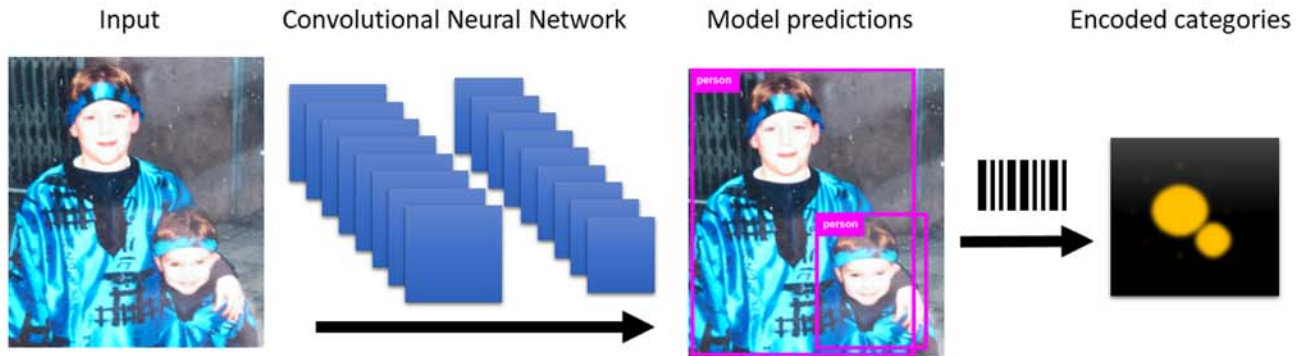 Input
Convolutional Neural Network
Model predictions
Encoded categories
person
person